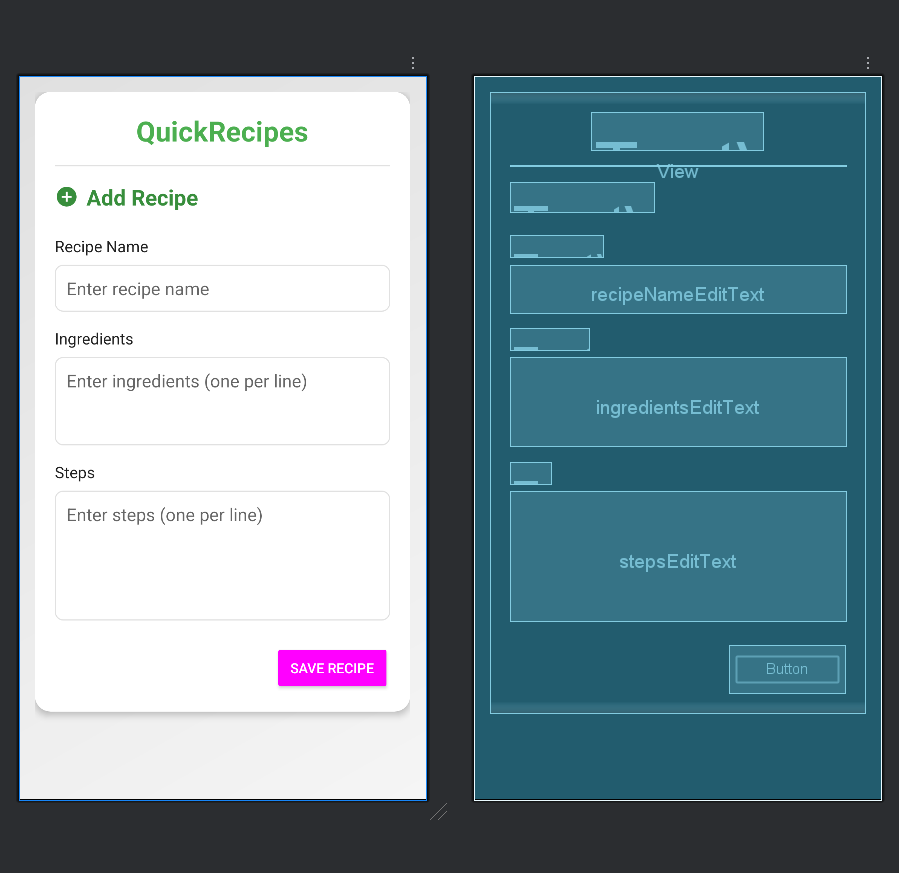 QuickRecipes
Add Recipe
Recipe Name
Enter recipe name
Ingredients
Enter ingredients (one per line)
Steps
Enter steps (one per line)
SAVE RECIPE
View
recipeNameEditText
ingredientsEditText
stepsEditText
Button